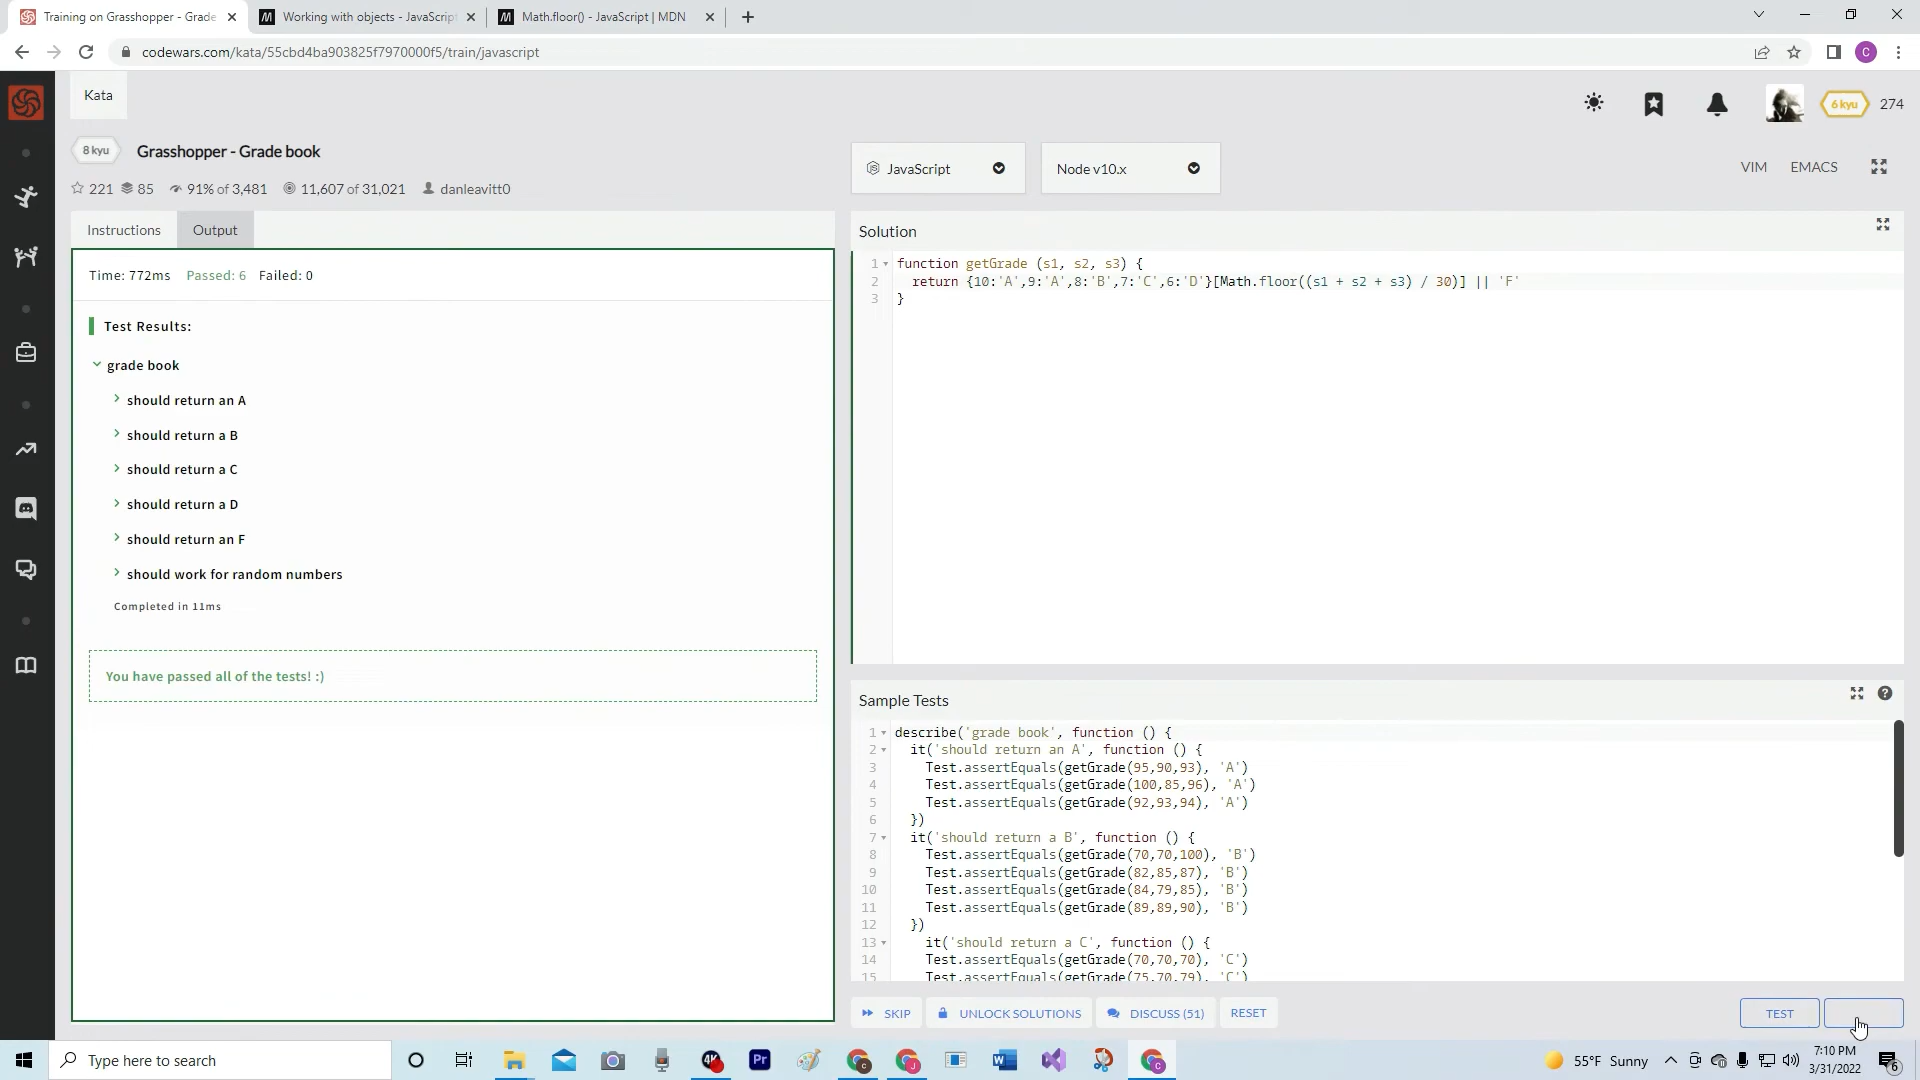 Training on Grasshopper - Grade
Working with objects - JavaScript
Math.floor() - JavaScript | MDN
codewars.com/kata/55cbd4ba903825f7970000f5/train/javascript
C
Kata
6 kyu
274
8 kyu
Grasshopper - Grade book
221
85
91% of 3,481
11,607 of 31,021
danleavitt0
JavaScript
Node v10.x
VIM
EMACS
Instructions
Output
Time: 772ms
Passed: 6
Failed: 0
Test Results:
grade book
should return an A
should return a B
should return a C
should return a D
should return an F
should work for random numbers
Completed in 11ms
You have passed all of the tests! :)
Solution
1 function getGrade (s1, s2, s3) {
2 return {10:'A',9:'A',8:'B',7:'C',6:'D'}[Math.floor((s1 + s2 + s3) / 30)] || 'F'
3 }
Sample Tests
1 describe('grade book', function () {
2 it('should return an A', function () {
3 Test.assertEquals(getGrade(95,90,93), 'A')
4 Test.assertEquals(getGrade(100,85,96), 'A')
5 Test.assertEquals(getGrade(92,93,94), 'A')
6 })
7 it('should return a B', function () {
8 Test.assertEquals(getGrade(70,70,100), 'B')
9 Test.assertEquals(getGrade(82,85,87), 'B')
10 Test.assertEquals(getGrade(84,79,85), 'B')
11 Test.assertEquals(getGrade(89,89,90), 'B')
12 })
13 it('should return a C', function () {
14 Test.assertEquals(getGrade(70,70,70), 'C')
15 Test.assertEquals(getGrade(75,70,79), 'C')
SKIP
UNLOCK SOLUTIONS
DISCUSS (51)
RESET
TEST
Type here to search
4K
Pr
55°F Sunny
7:10 PM
3/31/2022
6